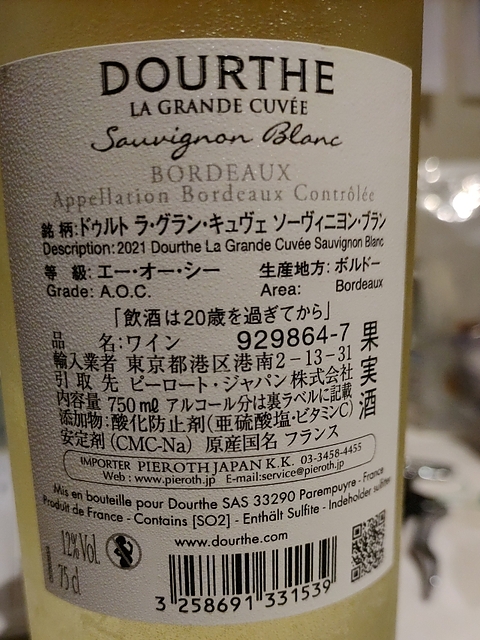 DOURTHE
LA GRANDE CUVÉE
Sauvignon Blanc
BORDEAUX
Appellation Bordeaux Contrôlée
銘 柄:ドゥルト ラ・グラン・キュヴェ ソーヴィニヨン・ブラン
Description: 2021 Dourthe La Grande Cuvée Sauvignon Blanc
等 級:エー・オー・シー 生産地方:ボルドー
Grade: A.O.C. Area: Bordeaux
「飲酒は20歳を過ぎてから」
品 名:ワイン 929864-7
輸入業者 東京都港区港南2-13-31
引 取 先 ピーロート・ジャパン株式会社
内容量 750mℓ アルコール分は裏ラベルに記載
添加物:酸化防止剤(亜硫酸塩・ビタミンC)
安定剤(CMC-Na) 原産国名 フランス
果実酒
IMPORTER PIEROTH JAPAN K.K. 03-3458-4455
Web : www.pieroth.jp E-mail:service@pieroth.jp
Mis en bouteille pour Dourthe SAS 33290 Parempuyre - France
Produit de France - Contains [SO2] - Enthält Sulfite - Indeholder sulfitter
www.dourthe.com
12% Vol.
75 cl
3 258691 331539